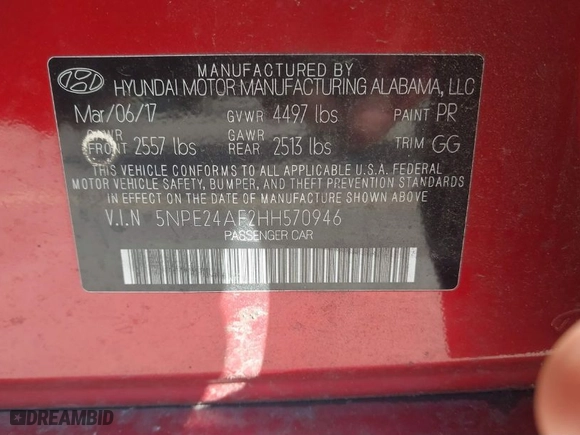 MANUFACTURED BY
HYUNDAI MOTOR MANUFACTURING ALABAMA, LLC
Mar/06/17 GVWR 4497 lbs PAINT PR
GAWR GAWR
FRONT 2557 lbs REAR 2513 lbs TRIM GG
THIS VEHICLE CONFORMS TO ALL APPLICABLE U.S.A. FEDERAL
MOTOR VEHICLE SAFETY, BUMPER, AND THEFT PREVENTION STANDARDS
IN EFFECT ON THE DATE OF MANUFACTURE SHOWN ABOVE.
V.I.N 5NPE24AF2HH570946
PASSENGER CAR
DREAMBID